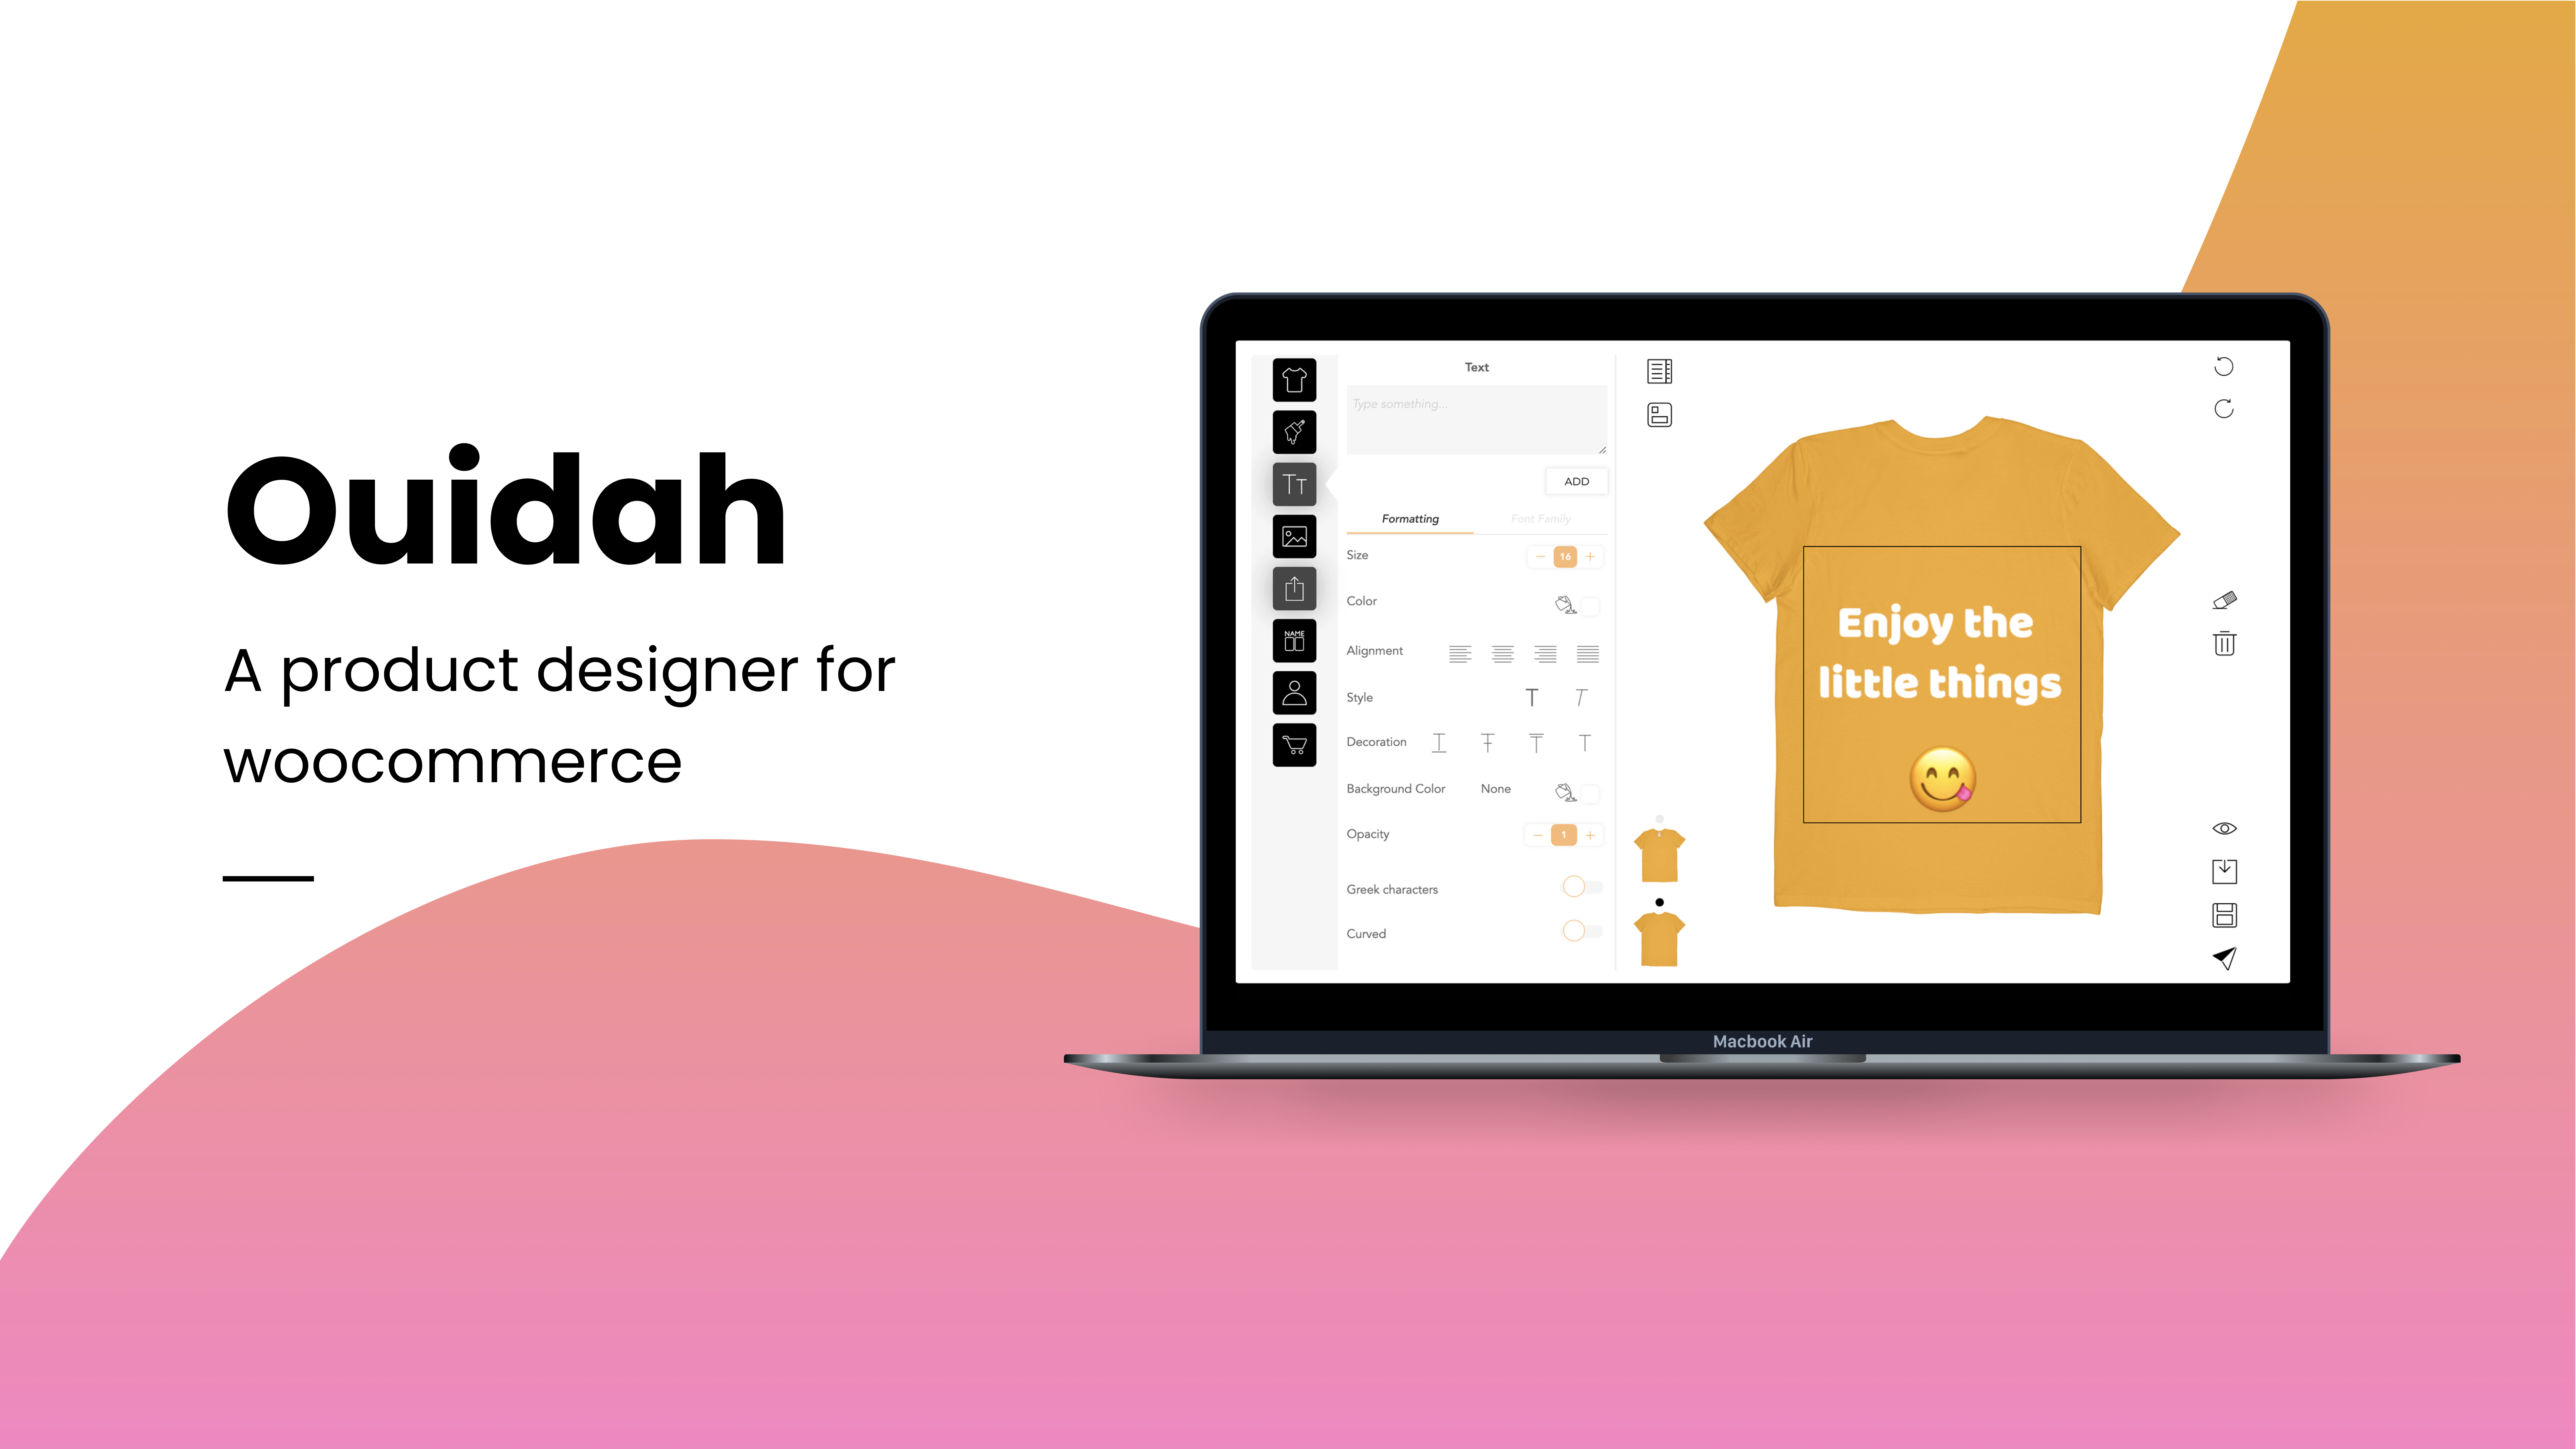 Ouidah
A product designer for
woocommerce
Text
Type something...
ADD
Formatting
Font Family
Size
16
Color
Alignment
Style
Decoration
Background Color
None
Opacity
1
Greek characters
Curved
NAME
Enjoy the
little things
Macbook Air